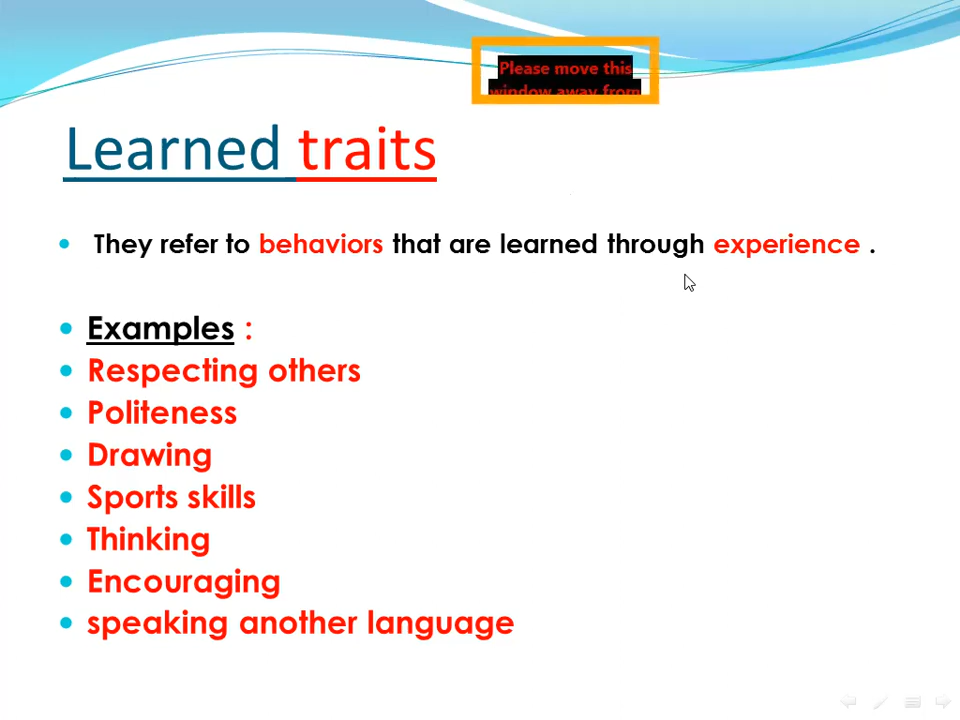 Please move this
window away from
Learned traits
They refer to behaviors that are learned through experience .
Examples :
Respecting others
Politeness
Drawing
Sports skills
Thinking
Encouraging
speaking another language